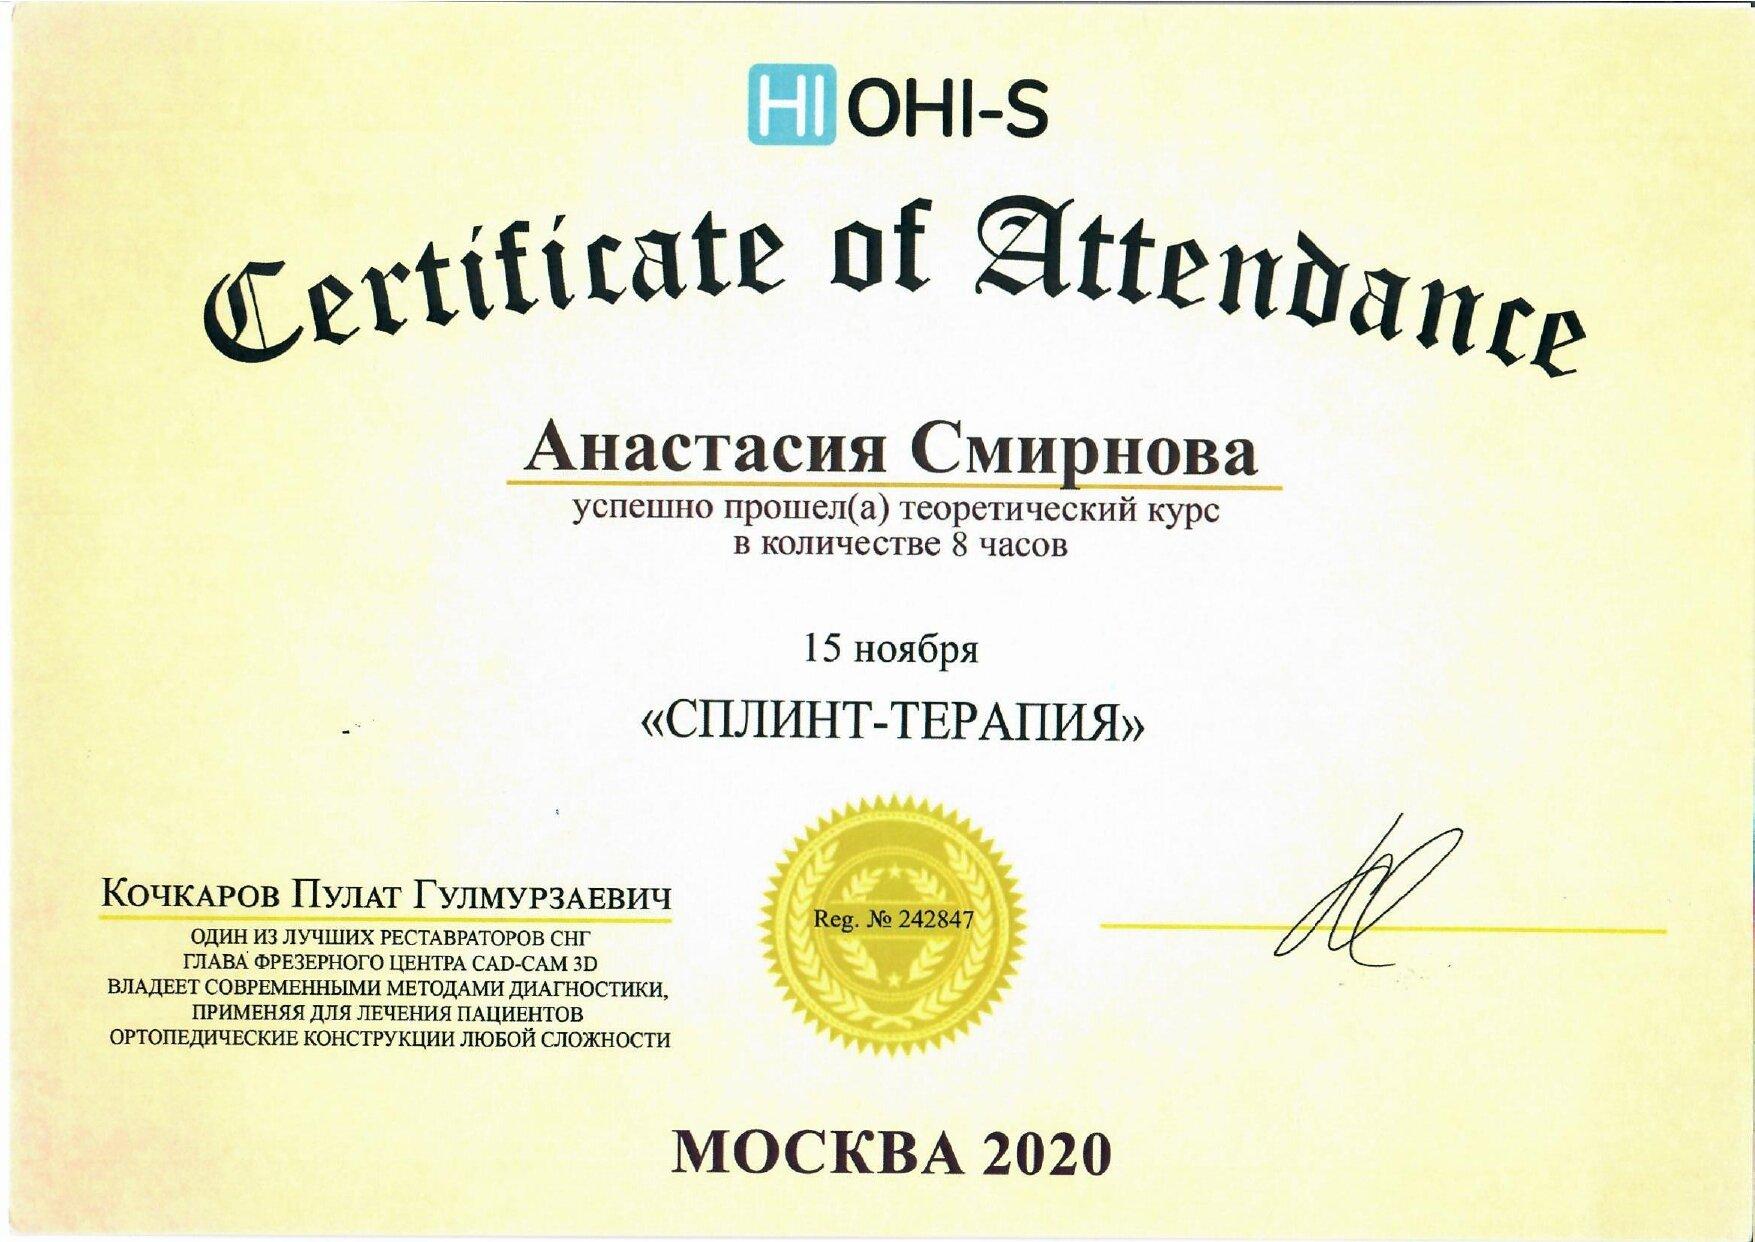 HI OHI-S
Certificate of Attendance
Анастасия Смирнова
успешно прошел(а) теоретический курс
в количестве 8 часов
15 ноября
«СПЛИНТ-ТЕРАПИЯ»
Кочкаров Пулат Гулмурзаевич
ОДИН ИЗ ЛУЧШИХ РЕСТАВРАТОРОВ СНГ
ГЛАВА ФРЕЗЕРНОГО ЦЕНТРА CAD-CAM 3D
ВЛАДЕЕТ СОВРЕМЕННЫМИ МЕТОДАМИ ДИАГНОСТИКИ,
ПРИМЕНЯЯ ДЛЯ ЛЕЧЕНИЯ ПАЦИЕНТОВ
ОРТОПЕДИЧЕСКИЕ КОНСТРУКЦИИ ЛЮБОЙ СЛОЖНОСТИ
Reg. № 242847
МОСКВА 2020